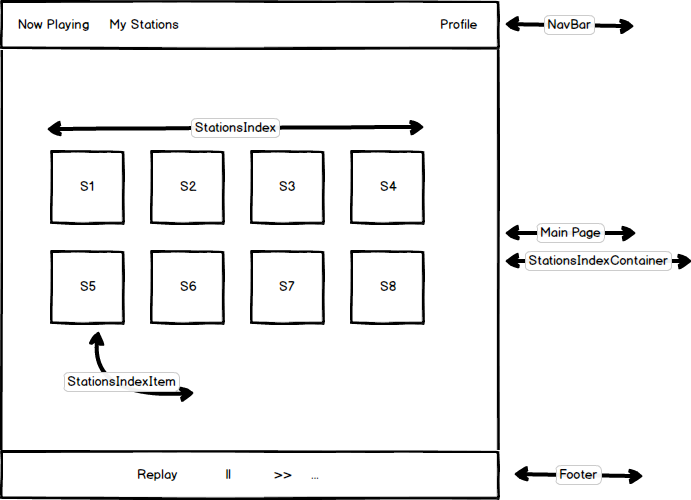 Now Playing My Stations Profile NavBar
StationsIndex
S1 S2 S3 S4
Main Page
StationsIndexContainer
S5 S6 S7 S8
StationsIndexItem
Replay || >> ... Footer